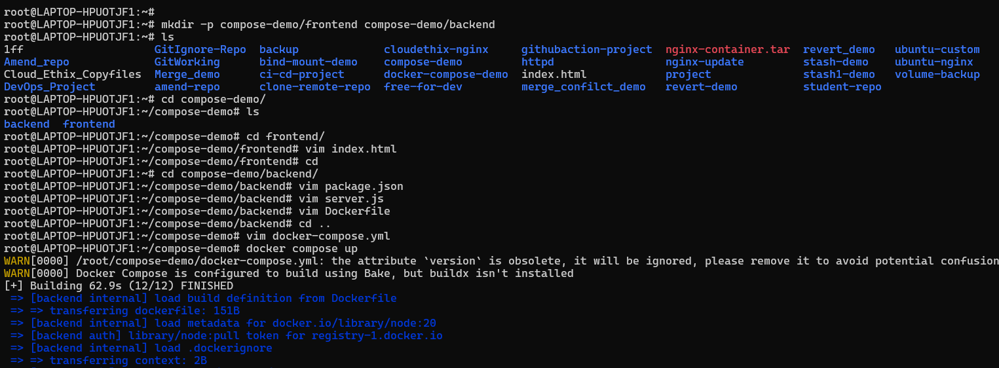 root@LAPTOP-HPUOTJF1:~#
root@LAPTOP-HPUOTJF1:~# mkdir -p compose-demo/frontend compose-demo/backend
root@LAPTOP-HPUOTJF1:~# ls
1ff                    GitIgnore-Repo  backup             cloudethix-nginx     githubaction-project  nginx-container.tar  revert_demo   ubuntu-custom
Amend_repo             GitWorking      bind-mount-demo    compose-demo         httpd                 nginx-update         stash-demo    ubuntu-nginx
Cloud_Ethix_Copyfiles  Merge_demo      ci-cd-project      docker-compose-demo  index.html            project              stash1-demo   volume-backup
DevOps_Project         amend-repo      clone-remote-repo  free-for-dev         merge_confilct_demo   revert-demo          student-repo
root@LAPTOP-HPUOTJF1:~# cd compose-demo/
root@LAPTOP-HPUOTJF1:~/compose-demo# ls
backend  frontend
root@LAPTOP-HPUOTJF1:~/compose-demo# cd frontend/
root@LAPTOP-HPUOTJF1:~/compose-demo/frontend# vim index.html
root@LAPTOP-HPUOTJF1:~/compose-demo/frontend# cd
root@LAPTOP-HPUOTJF1:~# cd compose-demo/backend/
root@LAPTOP-HPUOTJF1:~/compose-demo/backend# vim package.json
root@LAPTOP-HPUOTJF1:~/compose-demo/backend# vim server.js
root@LAPTOP-HPUOTJF1:~/compose-demo/backend# vim Dockerfile
root@LAPTOP-HPUOTJF1:~/compose-demo/backend# cd ..
root@LAPTOP-HPUOTJF1:~/compose-demo# vim docker-compose.yml
root@LAPTOP-HPUOTJF1:~/compose-demo# docker compose up
WARN[0000] /root/compose-demo/docker-compose.yml: the attribute `version` is obsolete, it will be ignored, please remove it to avoid potential confusion
WARN[0000] Docker Compose is configured to build using Bake, but buildx isn't installed
[+] Building 62.9s (12/12) FINISHED
 => [backend internal] load build definition from Dockerfile
 => => transferring dockerfile: 151B
 => [backend internal] load metadata for docker.io/library/node:20
 => [backend auth] library/node:pull token for registry-1.docker.io
 => [backend internal] load .dockerignore
 => => transferring context: 2B